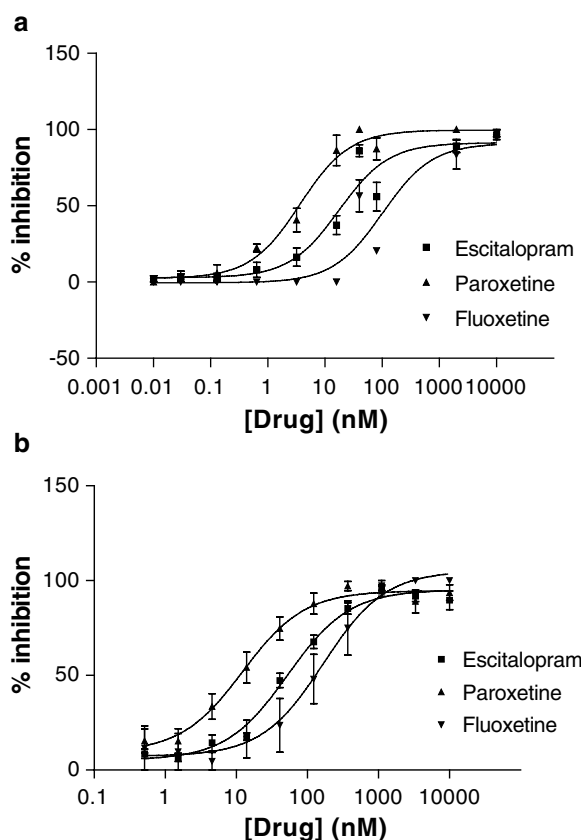 a
150
100
50
0
-50
% inhibition
Escitalopram
Paroxetine
Fluoxetine
0.001 0.01 0.1 1 10 100 1000 10000
[Drug] (nM)
b
150
100
50
0
% inhibition
Escitalopram
Paroxetine
Fluoxetine
0.1 1 10 100 1000 10000
[Drug] (nM)